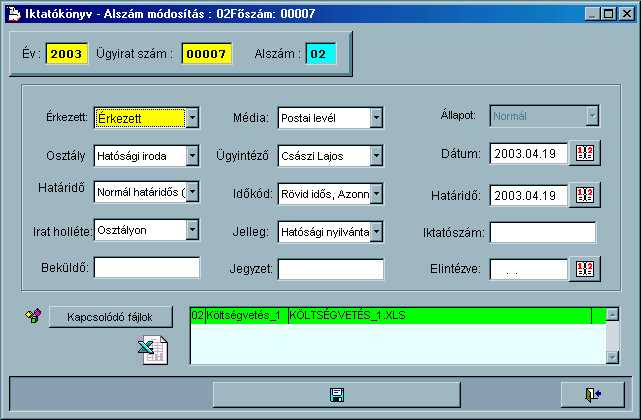 Iktatókönyv - Alszám módosítás : 02Főszám: 00007
Év : 2003 Ügyirat szám : 00007 Alszám : 02
Érkezett: Érkezett Média: Postai levél Állapot: Normál
Osztály Hatósági iroda Ügyintéző Császi Lajos Dátum: 2003.04.19
Határidő Normál határidős ( Időkód: Rövid idős, Azonn Határidő: 2003.04.19
Irat holléte: Osztályon Jelleg: Hatósági nyilvánta Iktatószám:
Beküldő: Jegyzet: Elintézve: . .
Kapcsolódó fájlok 02 Költségvetés_1 KÖLTSÉGVETÉS_1.XLS